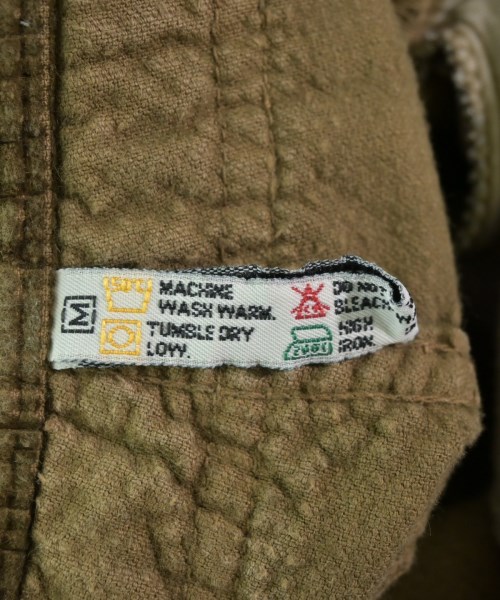 M
MACHINE
WASH WARM.
TUMBLE DRY
LOW.
DO NOT
BLEACH.
HIGH
IRON.